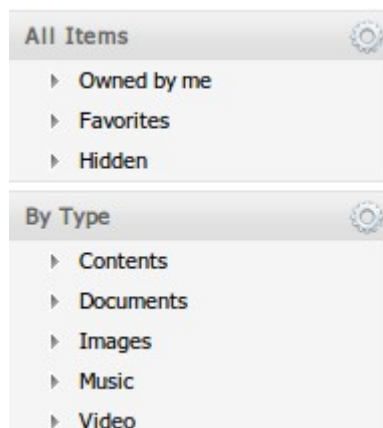 All Items
Owned by me
Favorites
Hidden
By Type
Contents
Documents
Images
Music
Video